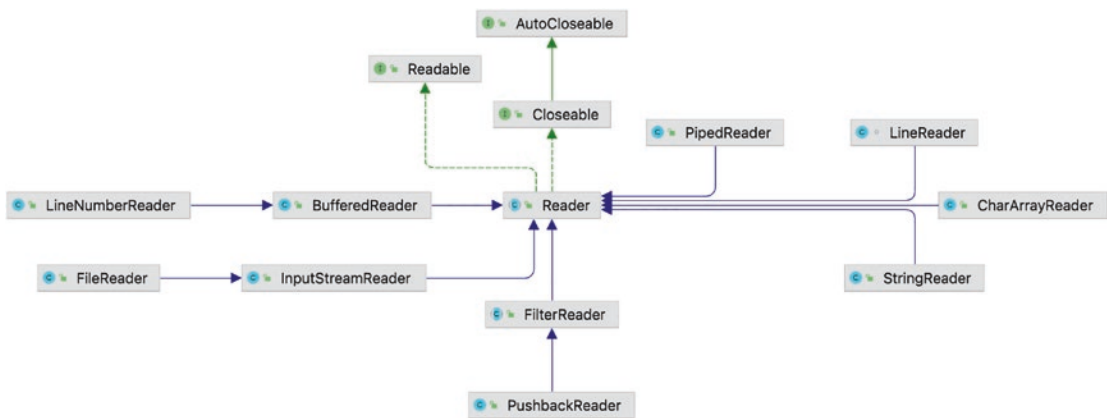 AutoCloseable
Readable
Closeable
PipedReader
LineReader
LineNumberReader
BufferedReader
Reader
CharArrayReader
FileReader
InputStreamReader
StringReader
FilterReader
PushbackReader